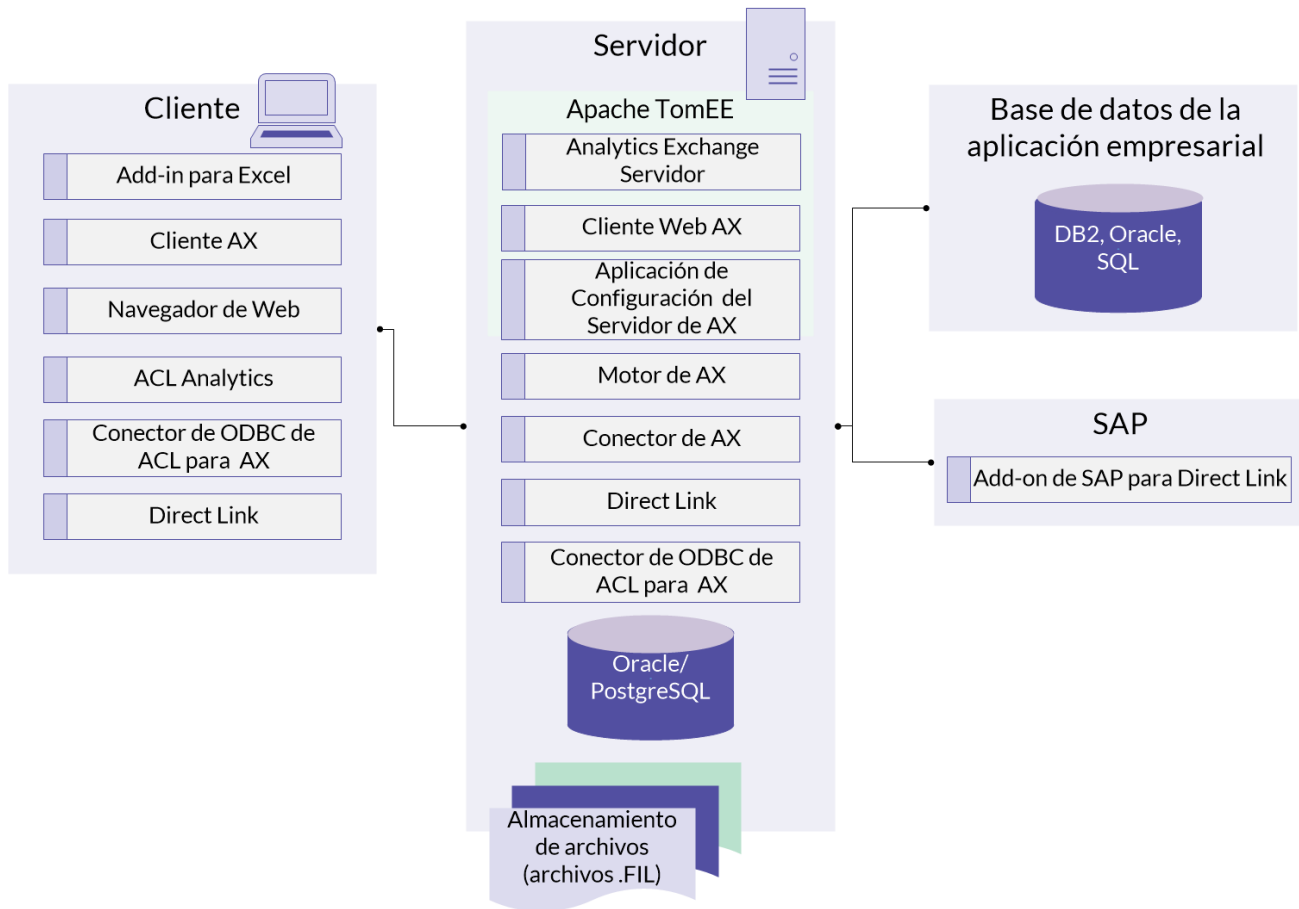 Cliente
Add-in para Excel
Cliente AX
Navegador de Web
ACL Analytics
Conector de ODBC de
ACL para AX
Direct Link
Servidor
Apache TomEE
Analytics Exchange
Servidor
Cliente Web AX
Aplicación de
Configuración del
Servidor de AX
Motor de AX
Conector de AX
Direct Link
Conector de ODBC de
ACL para AX
Oracle/
PostgreSQL
Almacenamiento
de archivos
(archivos .FIL)
Base de datos de la
aplicación empresarial
DB2, Oracle,
SQL
SAP
Add-on de SAP para Direct Link